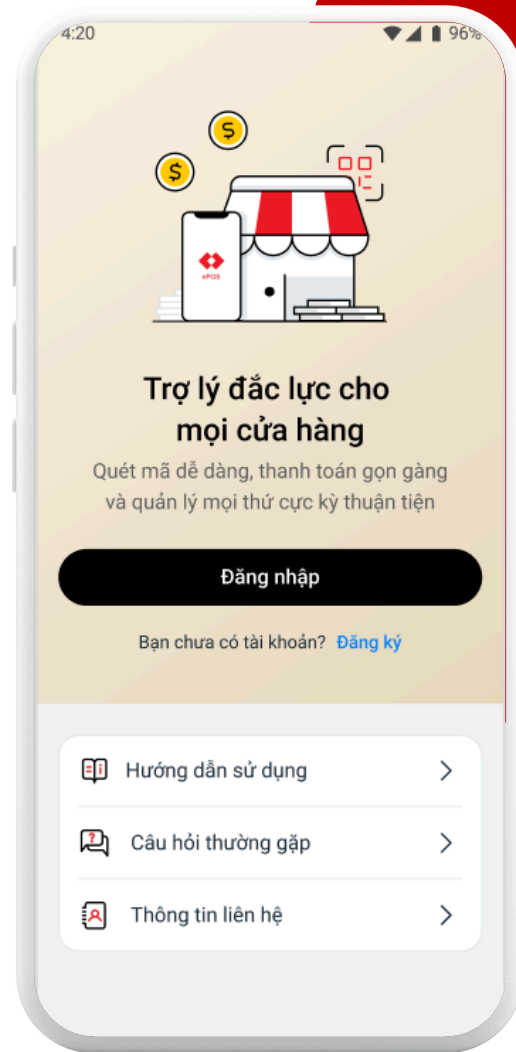 4:20 96%
ePOS
Trợ lý đắc lực cho
mọi cửa hàng
Quét mã dễ dàng, thanh toán gọn gàng
và quản lý mọi thứ cực kỳ thuận tiện
Đăng nhập
Bạn chưa có tài khoản? Đăng ký
Hướng dẫn sử dụng
Câu hỏi thường gặp
Thông tin liên hệ